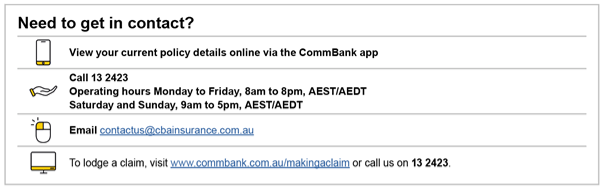 Need to get in contact?
View your current policy details online via the CommBank app
Call 13 2423
Operating hours Monday to Friday, 8am to 8pm, AEST/AEDT
Saturday and Sunday, 9am to 5pm, AEST/AEDT
Email contactus@cbainsurance.com.au
To lodge a claim, visit www.commbank.com.au/makingaclaim or call us on 13 2423.